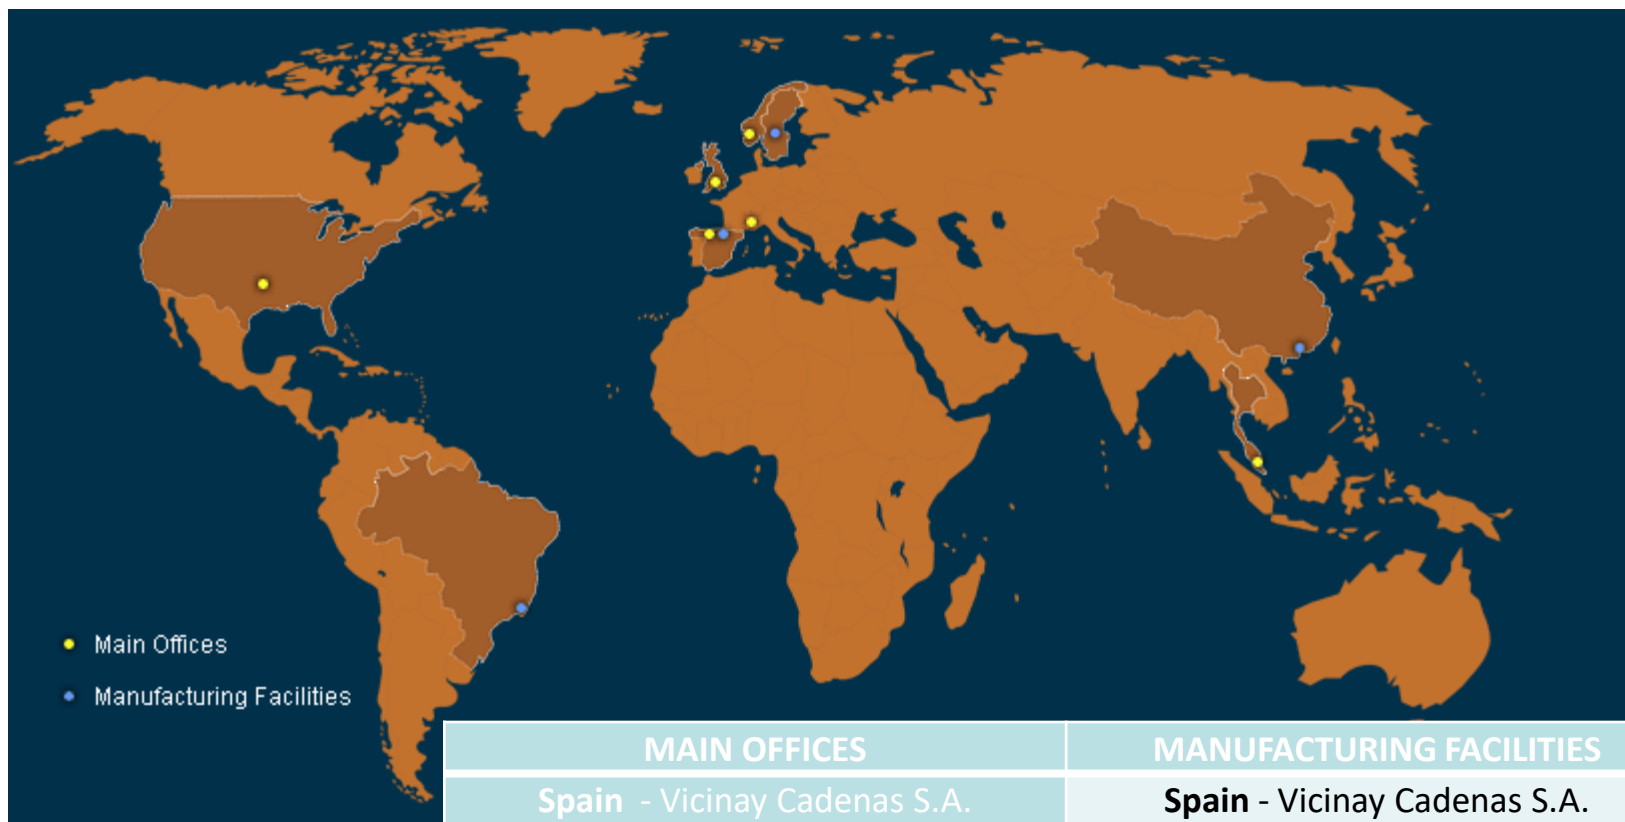 Main Offices
Manufacturing Facilities
MAIN OFFICES
MANUFACTURING FACILITIES
Spain - Vicinay Cadenas S.A.
Spain - Vicinay Cadenas S.A.